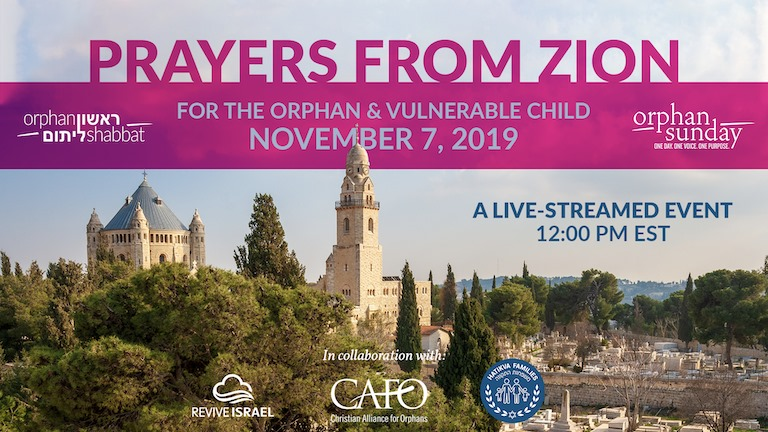 PRAYERS FROM ZION
FOR THE ORPHAN & VULNERABLE CHILD
NOVEMBER 7, 2019
orphan ראשון
ליתום shabbat
orphan
sunday
ONE DAY. ONE VOICE. ONE PURPOSE.
A LIVE-STREAMED EVENT
12:00 PM EST
In collaboration with:
REVIVE ISRAEL
CAFO
Christian Alliance for Orphans
HATIKVA FAMILIES
משפחות התקווה